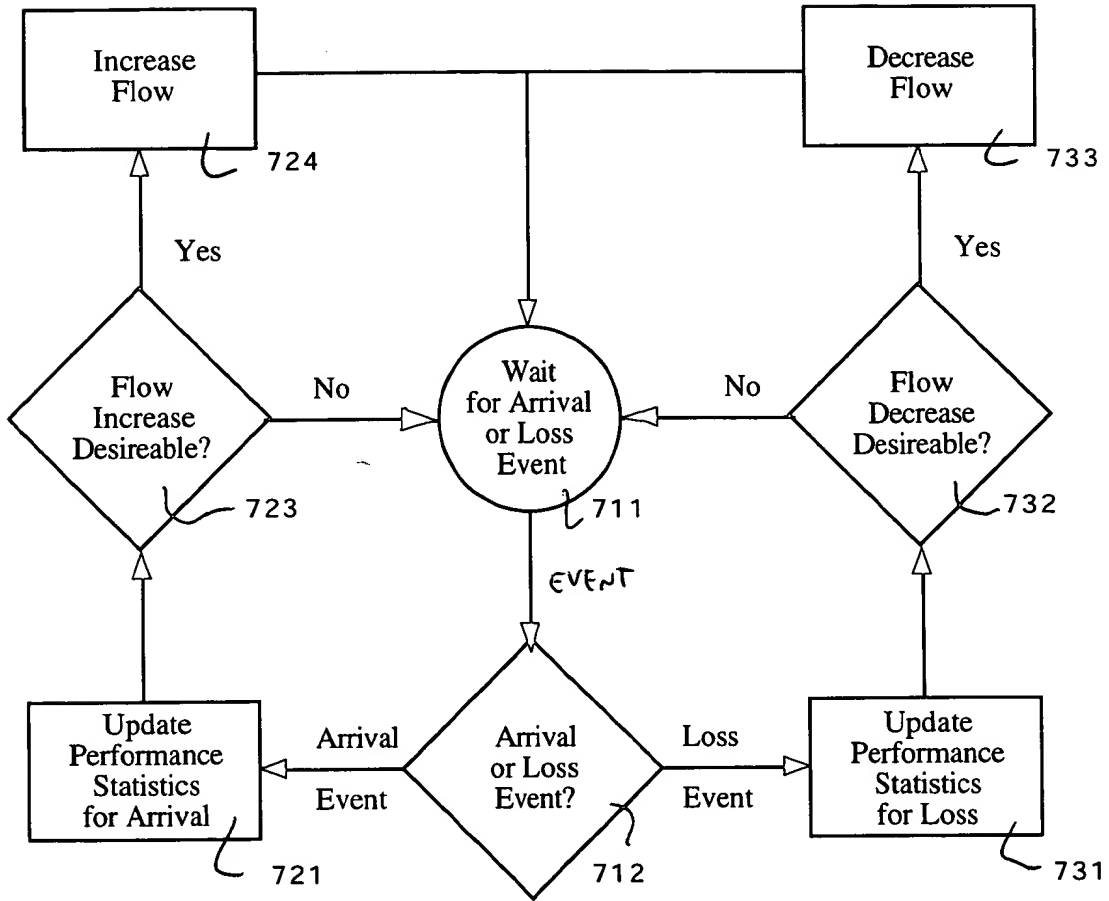 Increase
Flow
724
Decrease
Flow
733
Yes
Yes
Flow
Increase
Desireable?
723
No
Wait
for Arrival
or Loss
Event
711
No
Flow
Decrease
Desireable?
732
EVENT
Update
Performance
Statistics
for Arrival
721
Arrival
Event
Arrival
or Loss
Event?
712
Loss
Event
Update
Performance
Statistics
for Loss
731